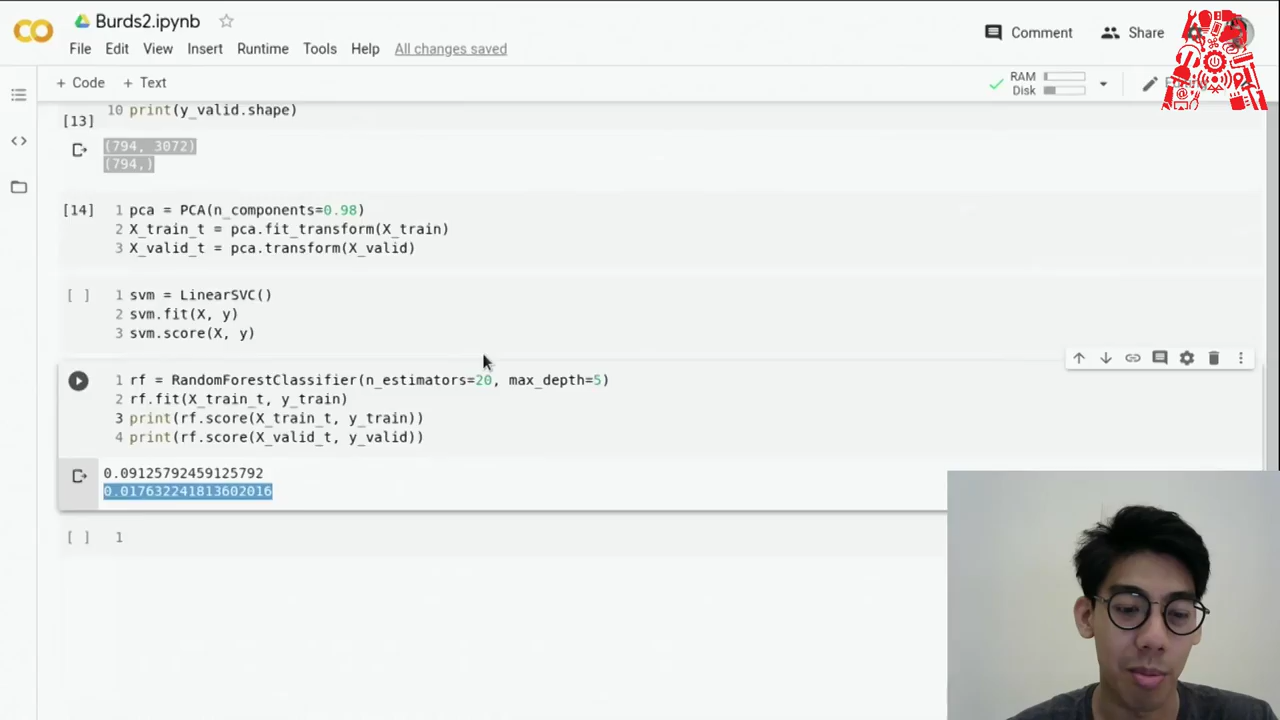 Burds2.ipynb
File Edit View Insert Runtime Tools Help All changes saved
Comment Share
+ Code + Text
RAM
Disk
[13]
10 print(y_valid.shape)
(794, 3072)
(794,)
[14]
1 pca = PCA(n_components=0.98)
2 X_train_t = pca.fit_transform(X_train)
3 X_valid_t = pca.transform(X_valid)
[ ]
1 svm = LinearSVC()
2 svm.fit(X, y)
3 svm.score(X, y)
1 rf = RandomForestClassifier(n_estimators=20, max_depth=5)
2 rf.fit(X_train_t, y_train)
3 print(rf.score(X_train_t, y_train))
4 print(rf.score(X_valid_t, y_valid))
0.09125792459125792
0.017632241813602016
[ ] 1